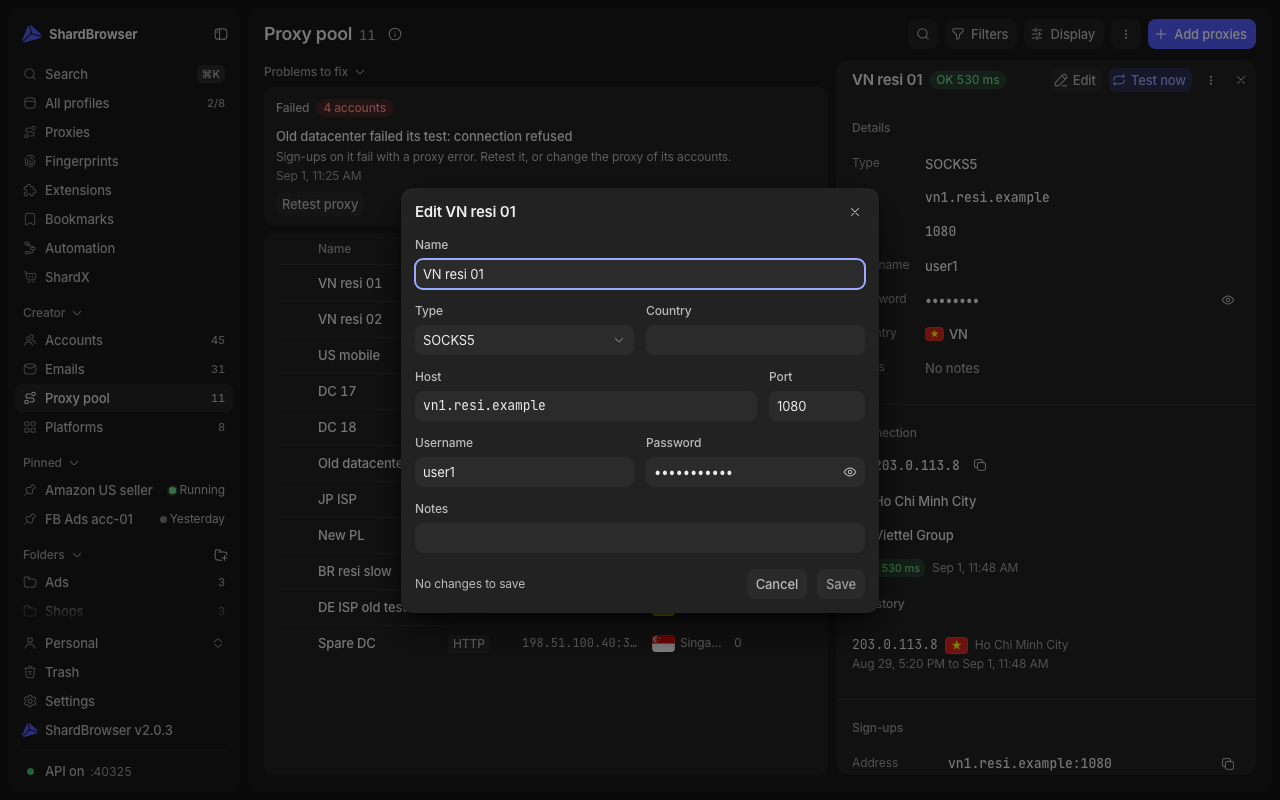 ShardBrowser
Search ⌘K
All profiles 2/8
Proxies
Fingerprints
Extensions
Bookmarks
Automation
ShardX
Creator
Accounts 45
Emails 31
Proxy pool 11
Platforms 8
Pinned
Amazon US seller Running
FB Ads acc-01 Yesterday
Folders
Ads 3
Shops 3
Personal
Trash
Settings
ShardBrowser v2.0.3
API on :40325
Proxy pool 11
Filters
Display
Add proxies
Problems to fix
Failed 4 accounts
Old datacenter failed its test: connection refused
Sign-ups on it fail with a proxy error. Retest it, or change the proxy of its accounts.
Sep 1, 11:25 AM
Retest proxy
Name
VN resi 01
VN resi 02
US mobile
DC 17
DC 18
Old datacente
JP ISP
New PL
BR resi slow
DE ISP old test
Spare DC HTTP 198.51.100.40:3… Singa… 0
Edit VN resi 01
Name
VN resi 01
Type Country
SOCKS5
Host Port
vn1.resi.example 1080
Username Password
user1 •••••••••••
Notes
No changes to save Cancel Save
VN resi 01 OK 530 ms Edit Test now
Details
Type SOCKS5
vn1.resi.example
1080
name user1
word ••••••••
ntry VN
s No notes
nection
203.0.113.8
Ho Chi Minh City
Viettel Group
530 ms Sep 1, 11:48 AM
story
203.0.113.8 Ho Chi Minh City
Aug 29, 5:20 PM to Sep 1, 11:48 AM
Sign-ups
Address vn1.resi.example:1080